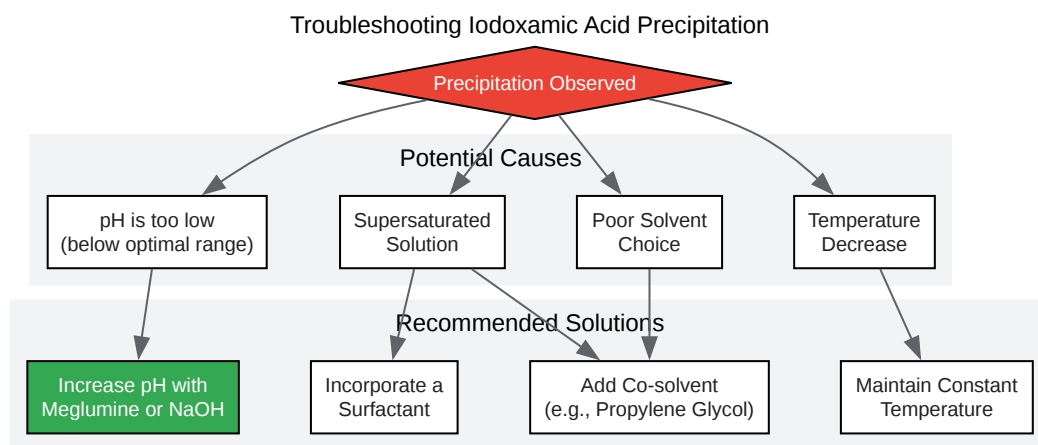 Troubleshooting Iodoxamic Acid Precipitation
Precipitation Observed
Potential Causes
pH is too low
(below optimal range)
Supersaturated
Solution
Poor Solvent
Choice
Temperature
Decrease
Recommended Solutions
Increase pH with
Meglumine or NaOH
Incorporate a
Surfactant
Add Co-solvent
(e.g., Propylene Glycol)
Maintain Constant
Temperature